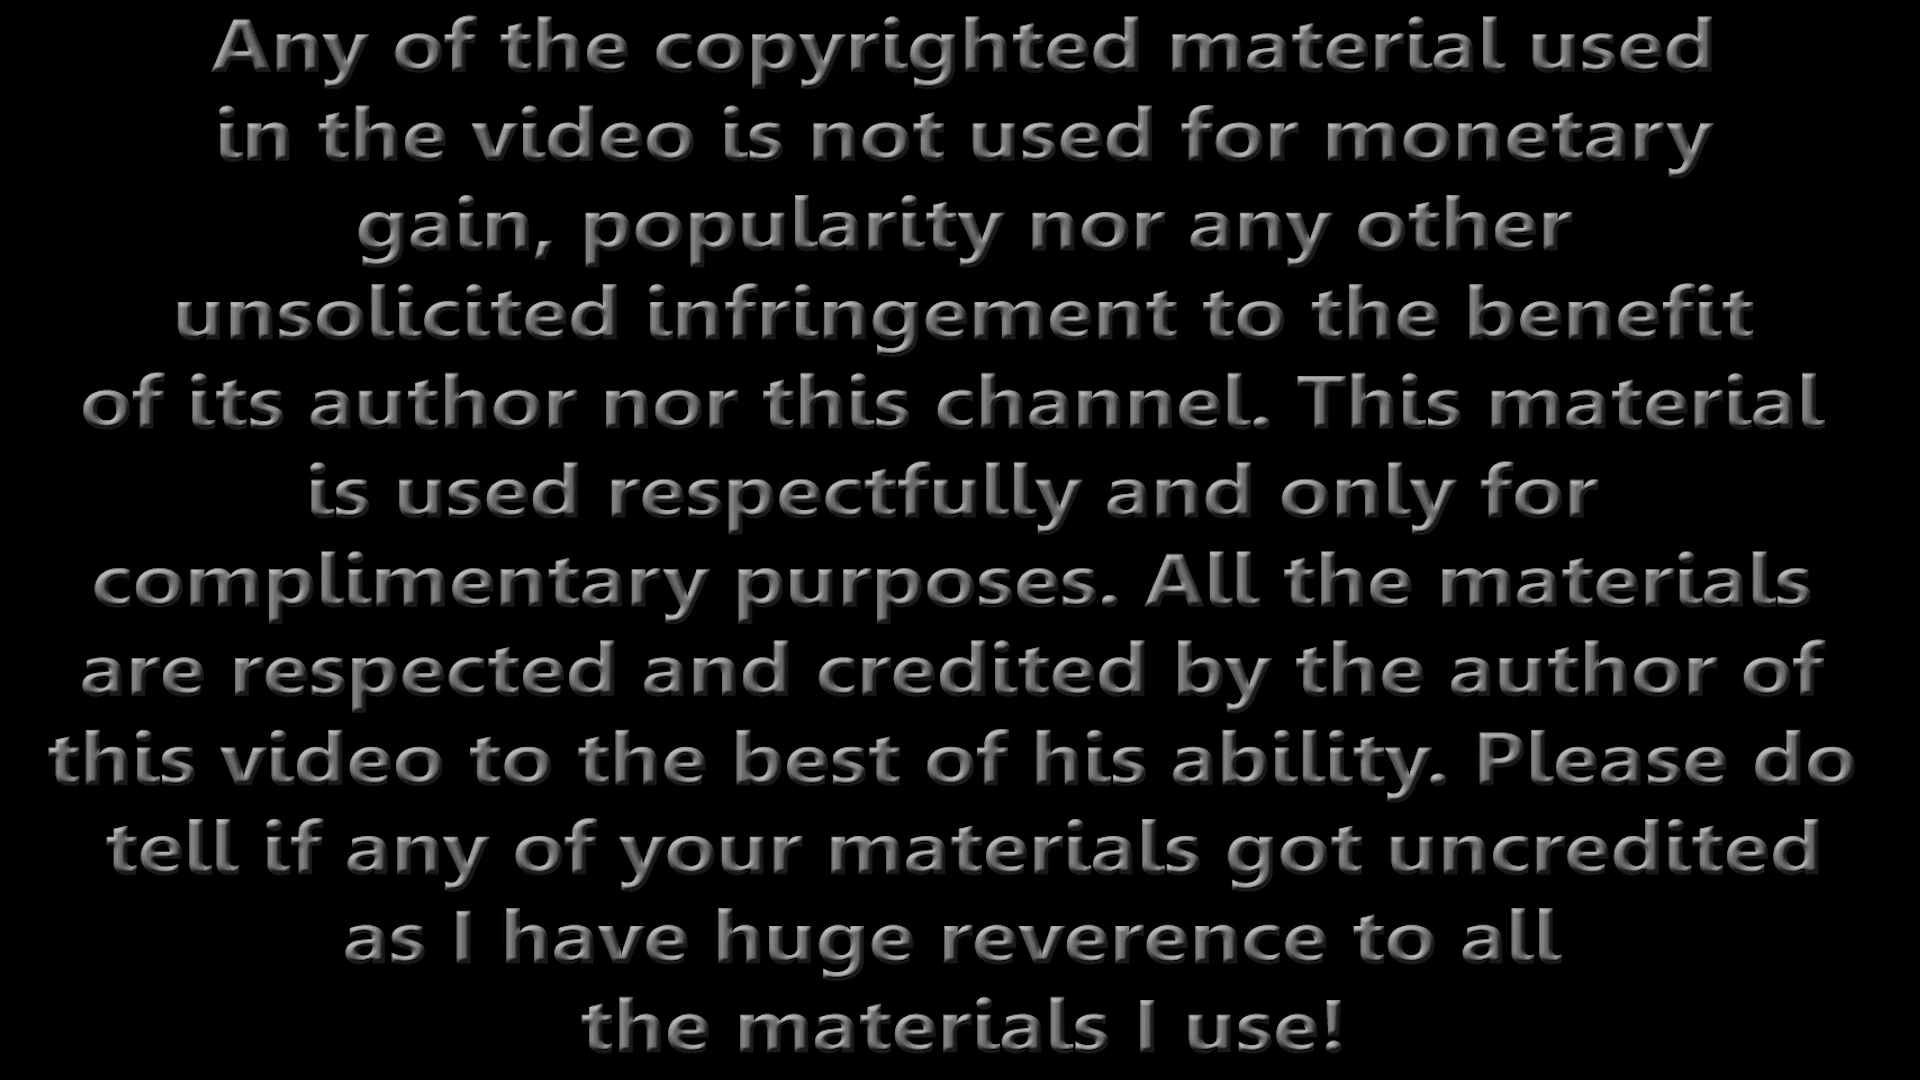 Any of the copyrighted material used
in the video is not used for monetary
gain, popularity nor any other
unsolicited infringement to the benefit
of its author nor this channel. This material
is used respectfully and only for
complimentary purposes. All the materials
are respected and credited by the author of
this video to the best of his ability. Please do
tell if any of your materials got uncredited
as I have huge reverence to all
the materials I use!